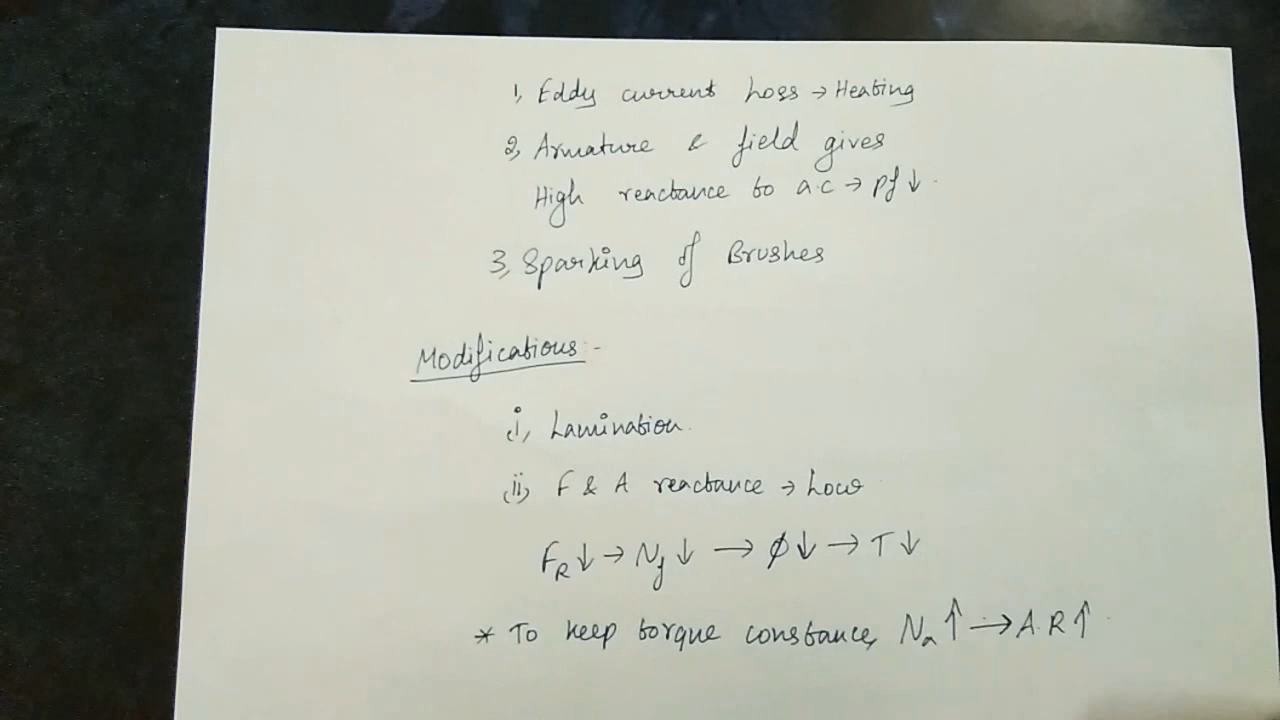 1, Eddy current Loss → Heating
2, Armature & field gives
High reactance to a.c → pf ↓.
3, Sparking of Brushes
Modifications:-
i, Lamination.
ii, F & A reactance → Low
F_R ↓ → N_f ↓ → ϕ ↓ → T ↓
* To keep torque constance, N_a ↑ → A.R ↑.